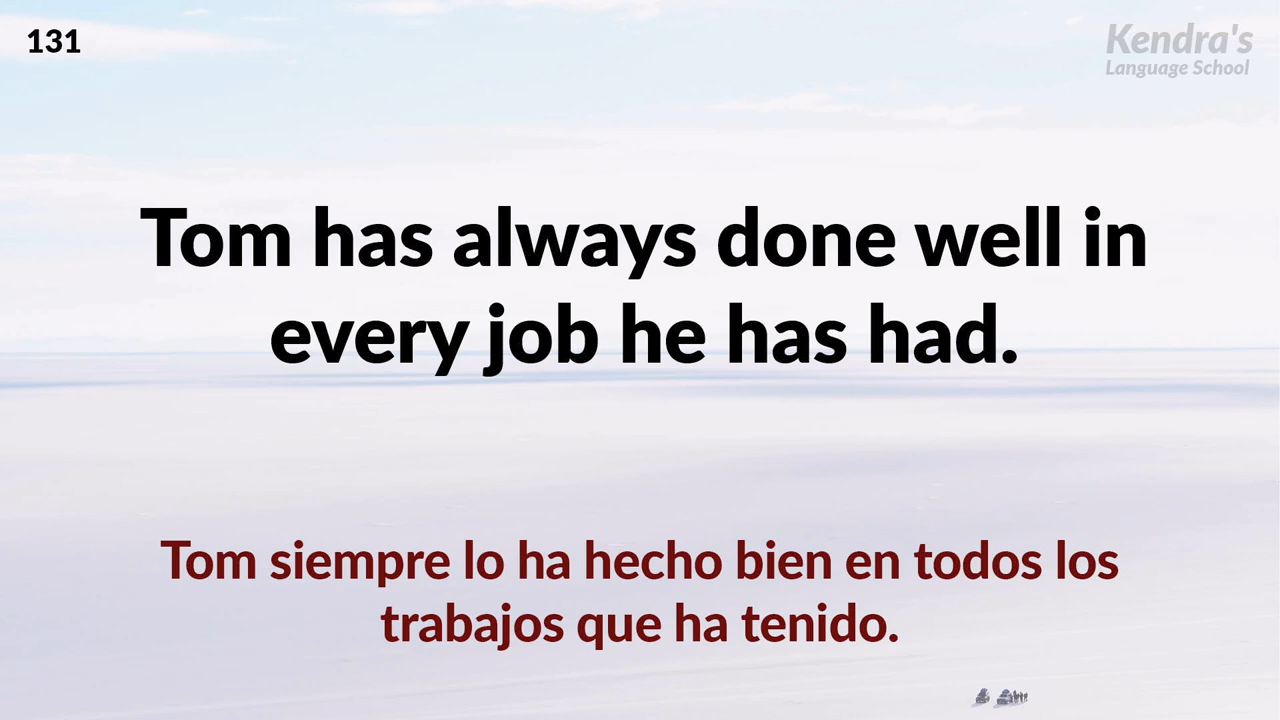 131
Kendra's
Language School
Tom has always done well in
every job he has had.
Tom siempre lo ha hecho bien en todos los
trabajos que ha tenido.